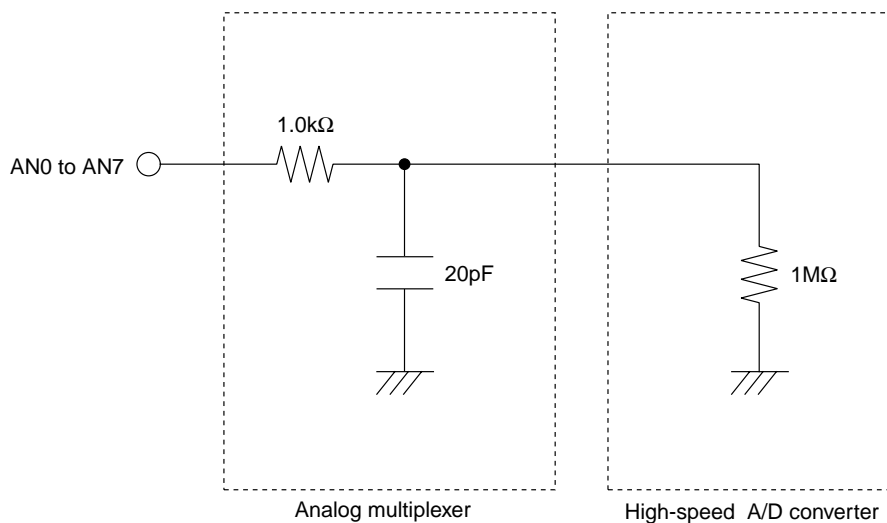 1.0kΩ
AN0 to AN7
20pF
1MΩ
Analog multiplexer
High-speed A/D converter